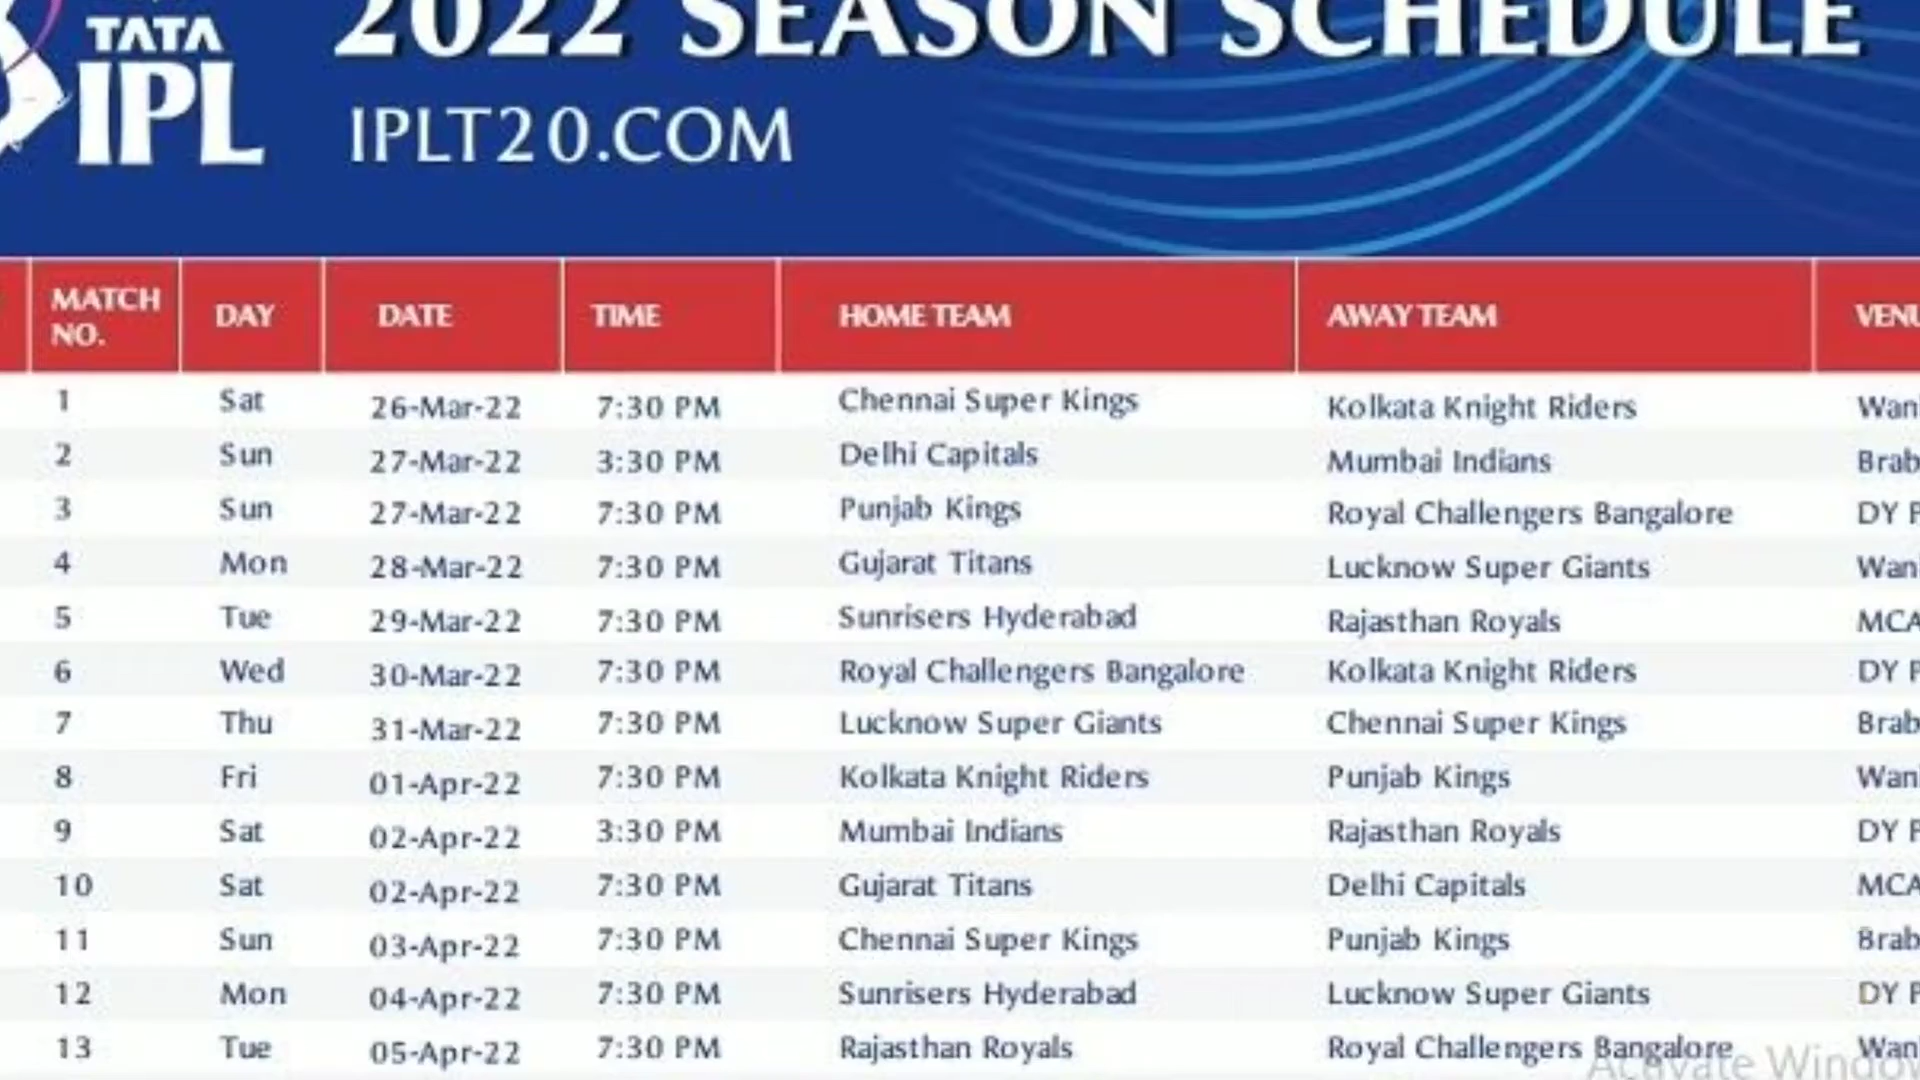 TATA
IPL
2022 SEASON SCHEDULE
IPLT20.COM
MATCH NO. DAY DATE TIME HOME TEAM AWAY TEAM
1 Sat 26-Mar-22 7:30 PM Chennai Super Kings Kolkata Knight Riders Wan
2 Sun 27-Mar-22 3:30 PM Delhi Capitals Mumbai Indians Brab
3 Sun 27-Mar-22 7:30 PM Punjab Kings Royal Challengers Bangalore DY
4 Mon 28-Mar-22 7:30 PM Gujarat Titans Lucknow Super Giants Wan
5 Tue 29-Mar-22 7:30 PM Sunrisers Hyderabad Rajasthan Royals MCA
6 Wed 30-Mar-22 7:30 PM Royal Challengers Bangalore Kolkata Knight Riders DY
7 Thu 31-Mar-22 7:30 PM Lucknow Super Giants Chennai Super Kings Brab
8 Fri 01-Apr-22 7:30 PM Kolkata Knight Riders Punjab Kings Wan
9 Sat 02-Apr-22 3:30 PM Mumbai Indians Rajasthan Royals DY
10 Sat 02-Apr-22 7:30 PM Gujarat Titans Delhi Capitals MCA
11 Sun 03-Apr-22 7:30 PM Chennai Super Kings Punjab Kings Brab
12 Mon 04-Apr-22 7:30 PM Sunrisers Hyderabad Lucknow Super Giants DY
13 Tue 05-Apr-22 7:30 PM Rajasthan Royals Royal Challengers Bangalore Wan
Activate Window